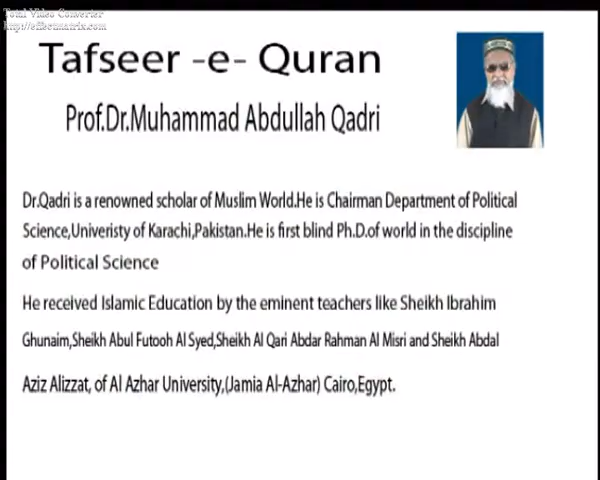 Total Video Converter
http://effectmatrix.com
Tafseer -e- Quran
Prof.Dr.Muhammad Abdullah Qadri
Dr.Qadri is a renowned scholar of Muslim World.He is Chairman Department of Political
Science,Univeristy of Karachi,Pakistan.He is first blind Ph.D.of world in the discipline
of Political Science
He received Islamic Education by the eminent teachers like Sheikh Ibrahim
Ghunaim,Sheikh Abul Futooh Al Syed,Sheikh Al Qari Abdar Rahman Al Misri and Sheikh Abdal
Aziz Alizzat, of Al Azhar University,(Jamia Al-Azhar) Cairo,Egypt.